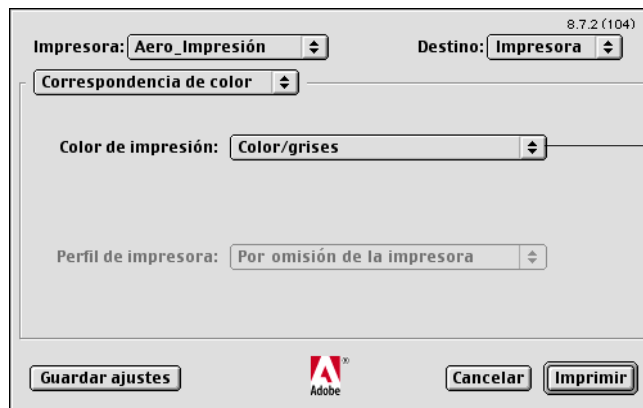 8.7.2 (104)
Impresora: Aero_Impresión Destino: Impresora
Correspondencia de color
Color de impresión: Color/grises
Perfil de impresora: Por omisión de la impresora
Guardar ajustes Adobe® Cancelar Imprimir